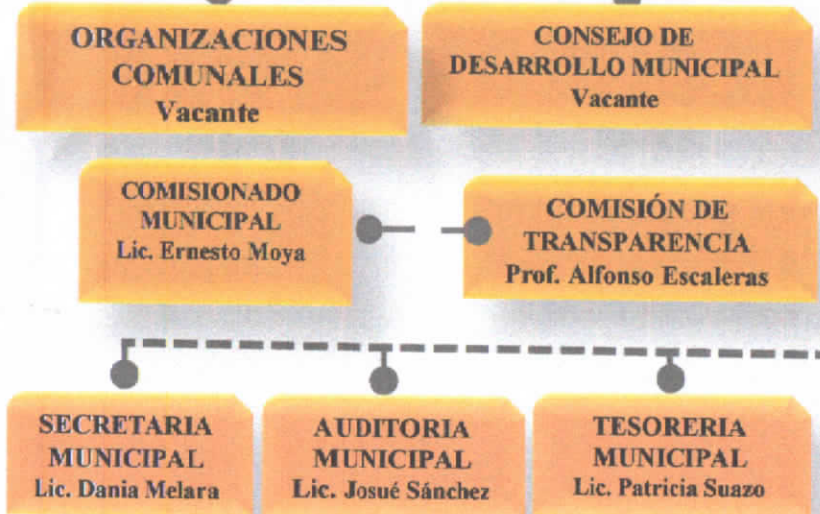 ORGANIZACIONES
COMUNALES
Vacante
CONSEJO DE
DESARROLLO MUNICIPAL
Vacante
COMISIONADO
MUNICIPAL
Lic. Ernesto Moya
COMISIÓN DE
TRANSPARENCIA
Prof. Alfonso Escaleras
SECRETARIA
MUNICIPAL
Lic. Dania Melara
AUDITORIA
MUNICIPAL
Lic. Josué Sánchez
TESORERIA
MUNICIPAL
Lic. Patricia Suazo